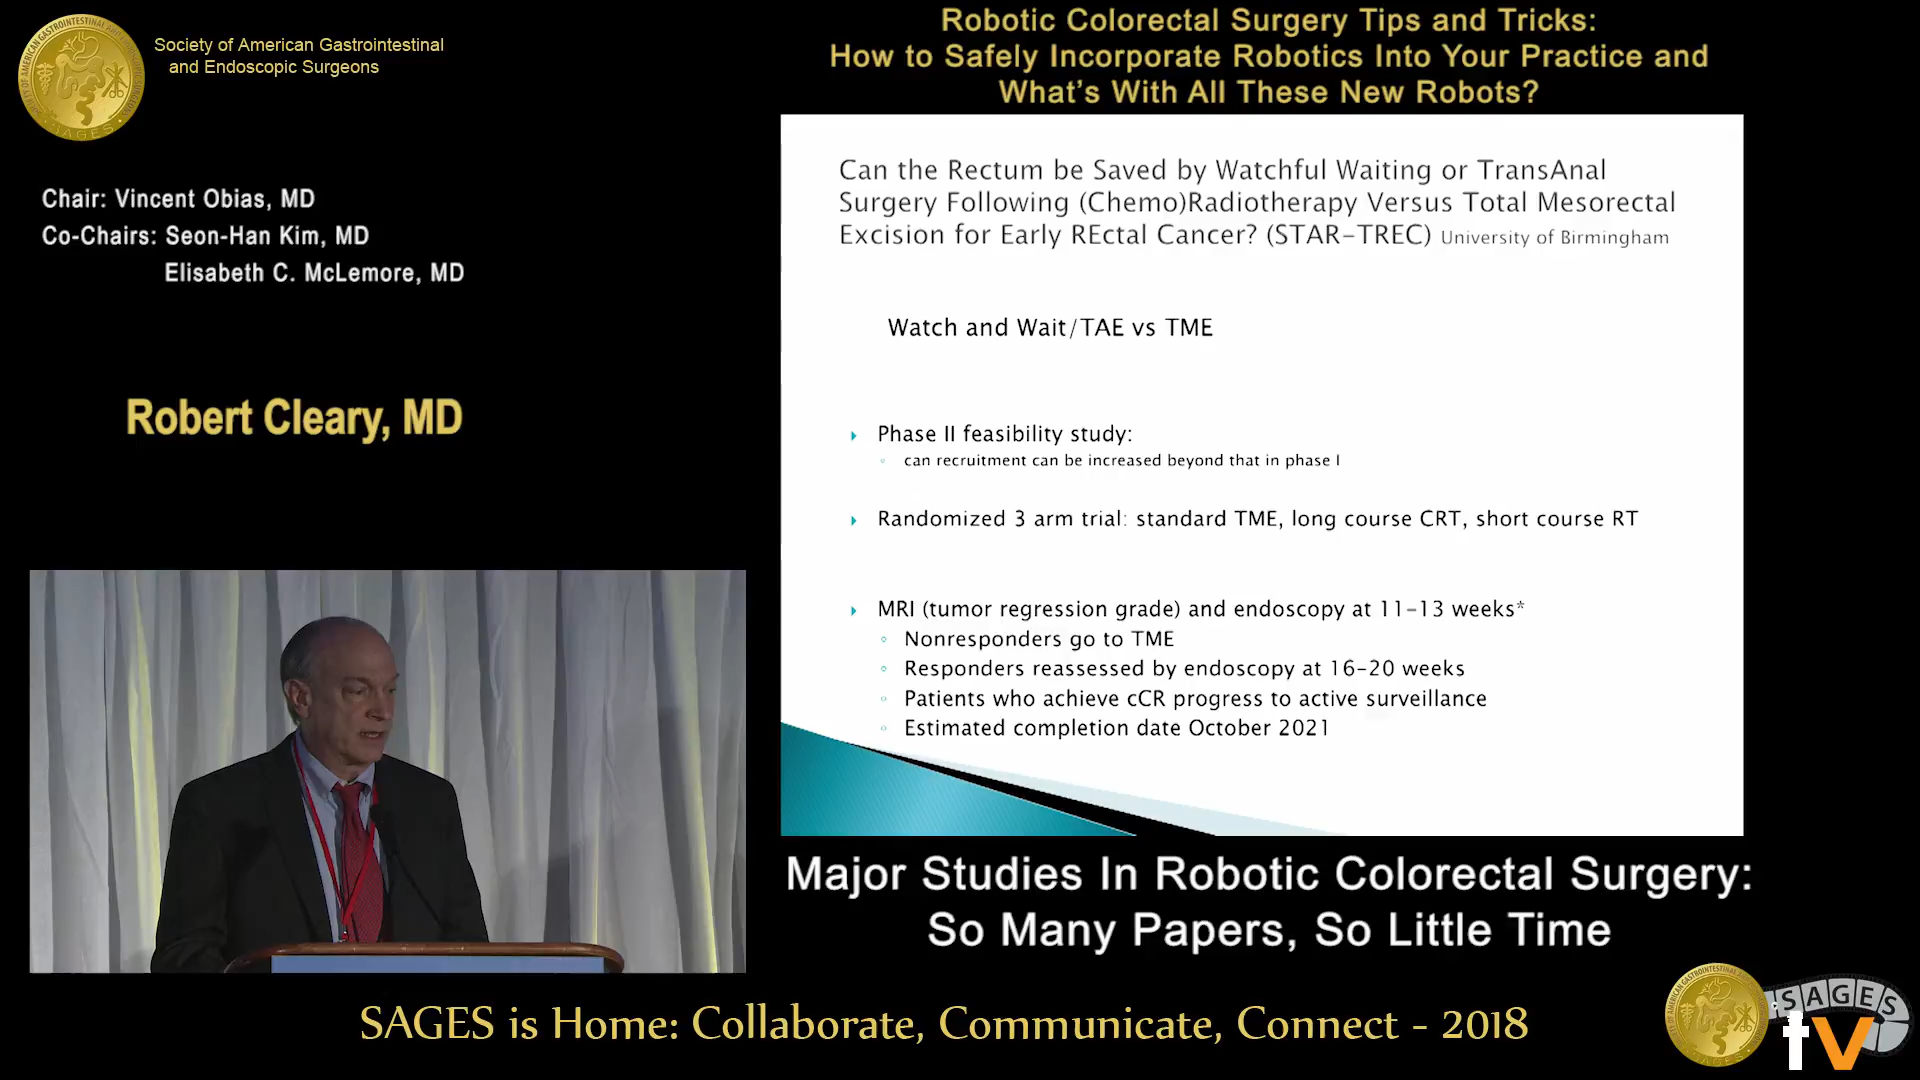 Society of American Gastrointestinal
and Endoscopic Surgeons
Robotic Colorectal Surgery Tips and Tricks:
How to Safely Incorporate Robotics Into Your Practice and
What's With All These New Robots?
Chair: Vincent Obias, MD
Co-Chairs: Seon-Han Kim, MD
Elisabeth C. McLemore, MD
Robert Cleary, MD
Can the Rectum be Saved by Watchful Waiting or TransAnal
Surgery Following (Chemo)Radiotherapy Versus Total Mesorectal
Excision for Early REctal Cancer? (STAR-TREC) University of Birmingham
Watch and Wait/TAE vs TME
Phase II feasibility study:
can recruitment can be increased beyond that in phase I
Randomized 3 arm trial: standard TME, long course CRT, short course RT
MRI (tumor regression grade) and endoscopy at 11-13 weeks*
Nonresponders go to TME
Responders reassessed by endoscopy at 16-20 weeks
Patients who achieve cCR progress to active surveillance
Estimated completion date October 2021
Major Studies In Robotic Colorectal Surgery:
So Many Papers, So Little Time
SAGES is Home: Collaborate, Communicate, Connect - 2018
SAGES
tv